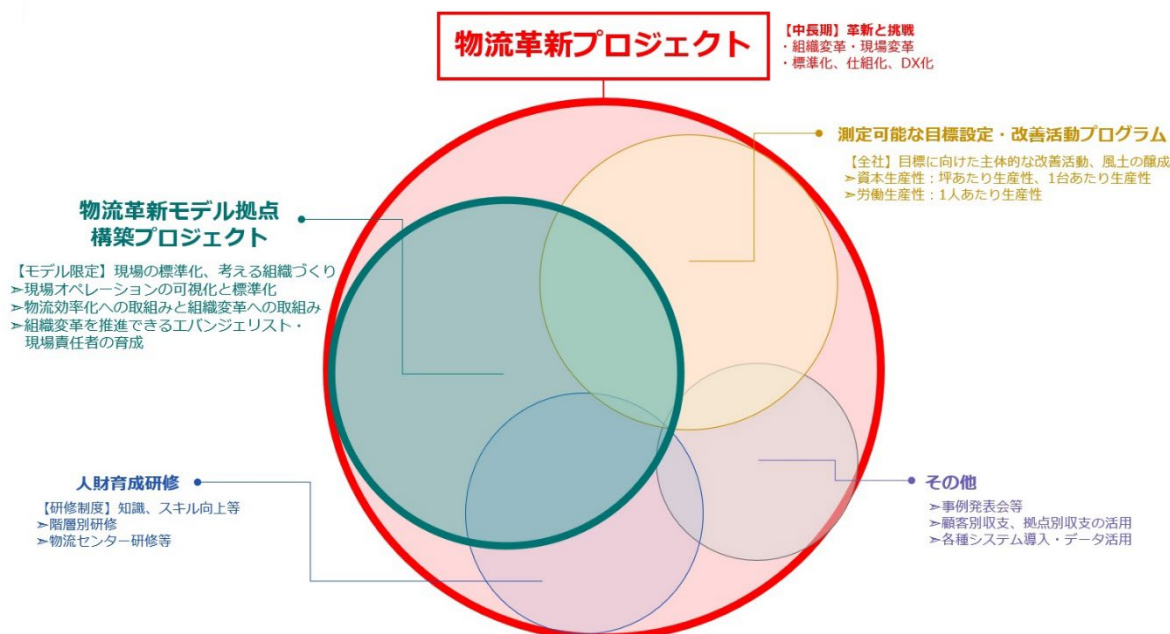 物流革新プロジェクト
【中長期】革新と挑戦
・組織変革・現場変革
・標準化、仕組化、DX化
測定可能な目標設定・改善活動プログラム
【全社】目標に向けた主体的な改善活動、風土の醸成
➤資本生産性:坪あたり生産性、1台あたり生産性
➤労働生産性:1人あたり生産性
物流革新モデル拠点
構築プロジェクト
【モデル限定】現場の標準化、考える組織づくり
➤現場オペレーションの可視化と標準化
➤物流効率化への取組みと組織変革への取組み
➤組織変革を推進できるエバンジェリスト・
現場責任者の育成
人財育成研修
【研修制度】知識、スキル向上等
➤階層別研修
➤物流センター研修等
その他
➤事例発表会等
➤顧客別収支、拠点別収支の活用
➤各種システム導入・データ活用